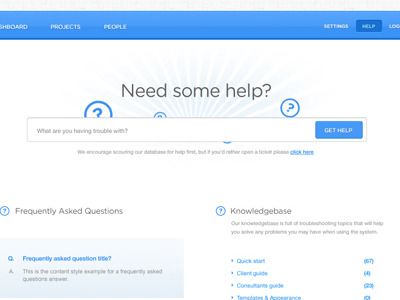 SHBOARD PROJECTS PEOPLE SETTINGS HELP LOG
Need some help?
What are you having trouble with? GET HELP
We encourage scouring our database for help first, but if you'd rather open a ticket please click here.
Frequently Asked Questions
Q. Frequently asked question title?
A. This is the content style example for a frequently asked
questions answer.
Knowledgebase
Our knowledgebase is full of troubleshooting topics that will help
you solve any problems you may have when using the system.
Quick start (67)
Client guide (4)
Consultants guide (23)
Templates & Appearance (0)